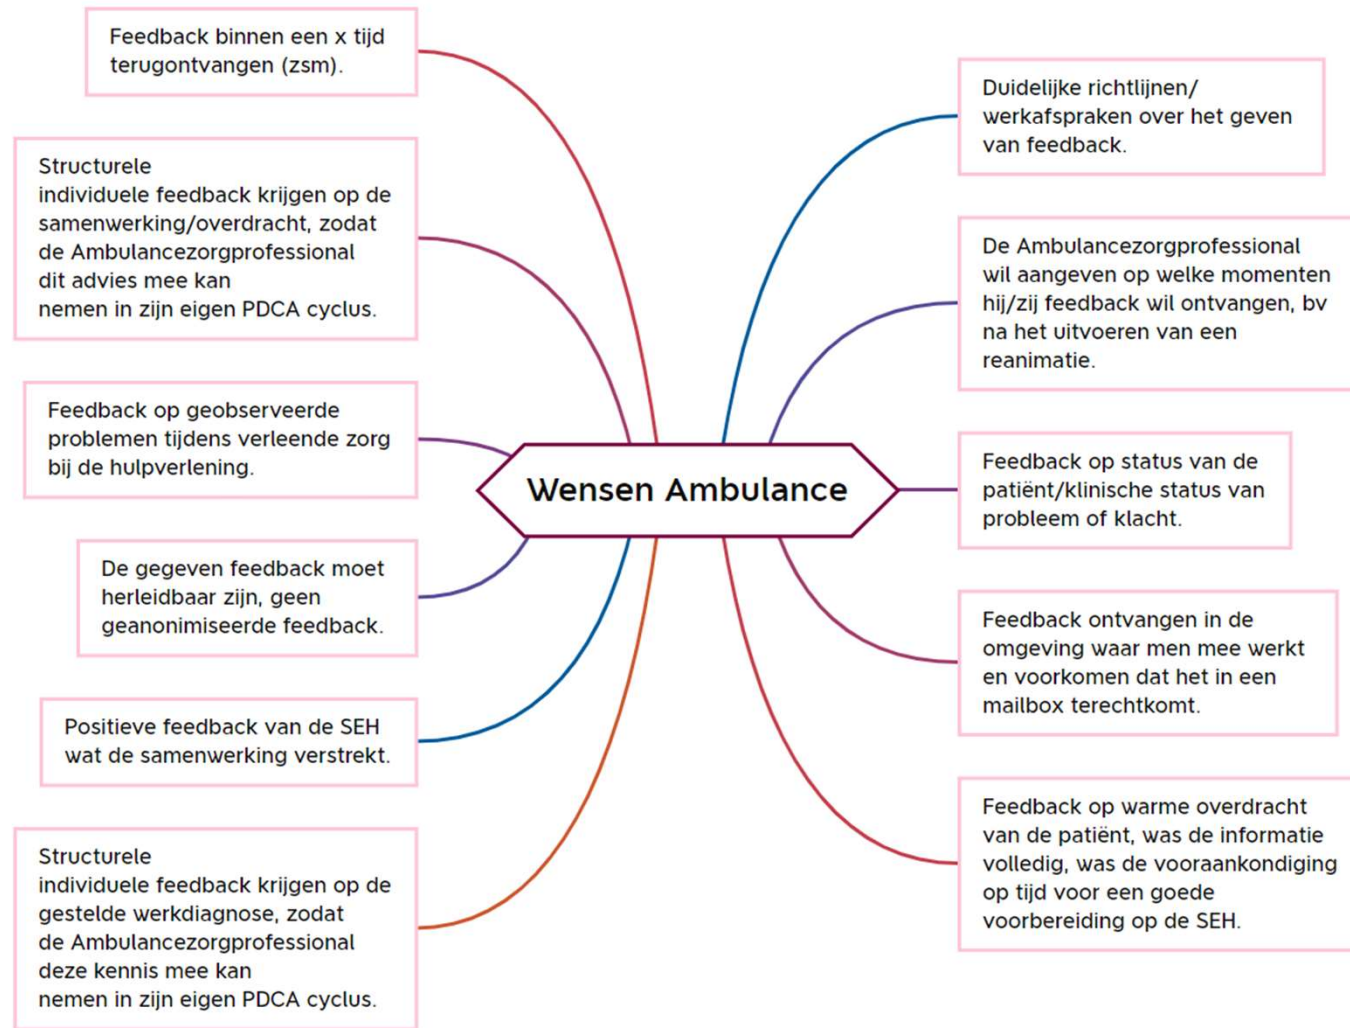 Feedback binnen een x tijd
terugontvangen (zsm).
Structurele
individuele feedback krijgen op de
samenwerking/overdracht, zodat
de Ambulancezorgprofessional
dit advies mee kan
nemen in zijn eigen PDCA cyclus.
Feedback op geobserveerde
problemen tijdens verleende zorg
bij de hulpverlening.
De gegeven feedback moet
herleidbaar zijn, geen
geanonimiseerde feedback.
Positieve feedback van de SEH
wat de samenwerking verstrekt.
Structurele
individuele feedback krijgen op de
gestelde werkdiagnose, zodat
de Ambulancezorgprofessional
deze kennis mee kan
nemen in zijn eigen PDCA cyclus.
Wensen Ambulance
Duidelijke richtlijnen/
werkafspraken over het geven
van feedback.
De Ambulancezorgprofessional
wil aangeven op welke momenten
hij/zij feedback wil ontvangen, bv
na het uitvoeren van een
reanimatie.
Feedback op status van de
patiënt/klinische status van
probleem of klacht.
Feedback ontvangen in de
omgeving waar men mee werkt
en voorkomen dat het in een
mailbox terechtkomt.
Feedback op warme overdracht
van de patiënt, was de informatie
volledig, was de vooraankondiging
op tijd voor een goede
voorbereiding op de SEH.